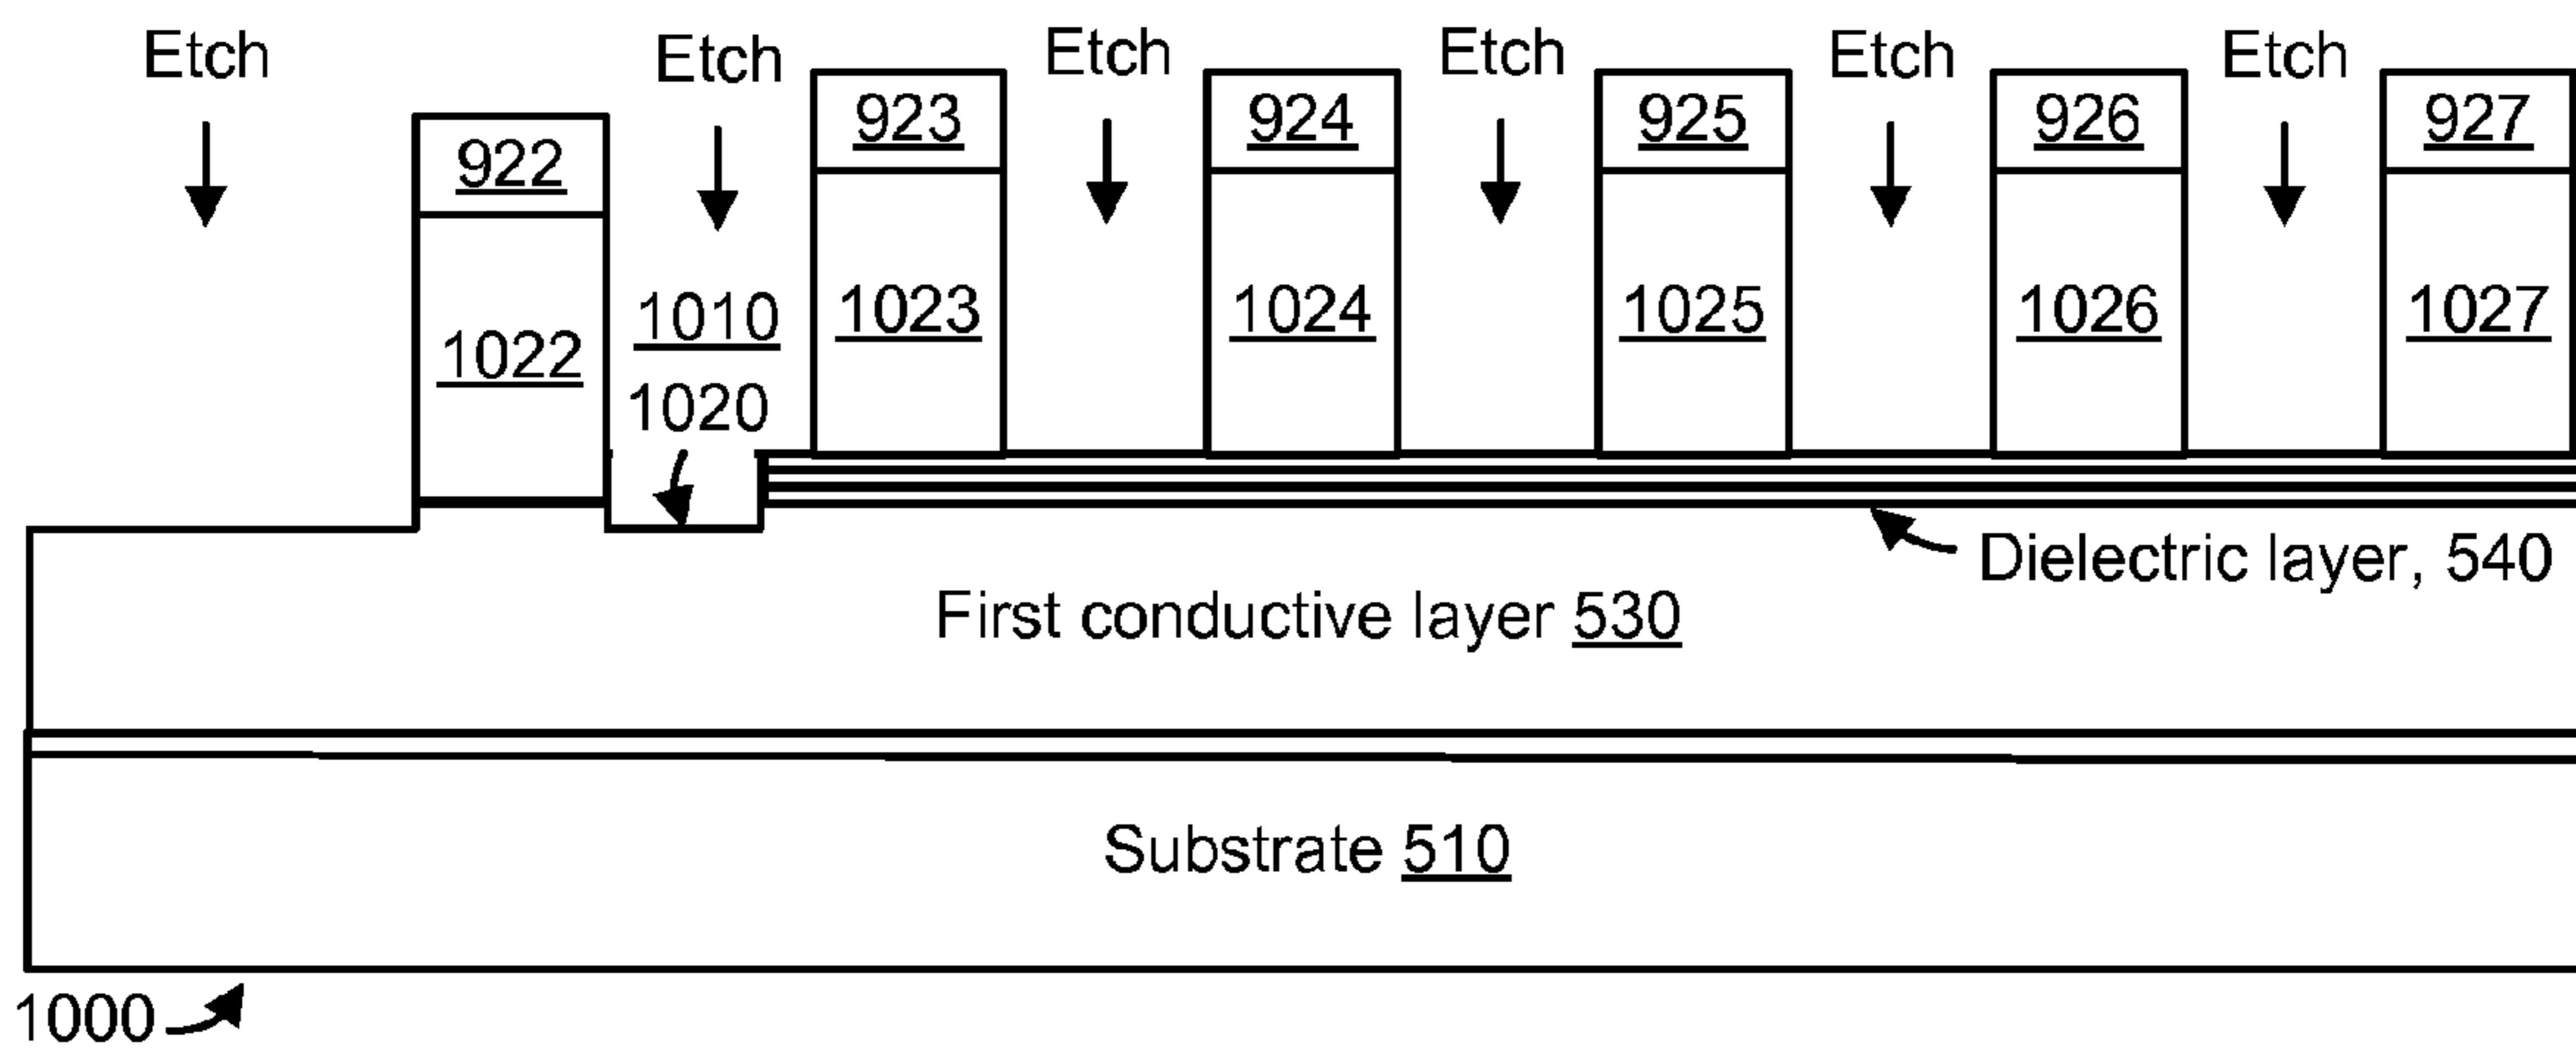 Etch Etch Etch Etch Etch Etch
922 923 924 925 926 927
1022 1010 1023 1024 1025 1026 1027
1020
Dielectric layer, 540
First conductive layer 530
Substrate 510
1000